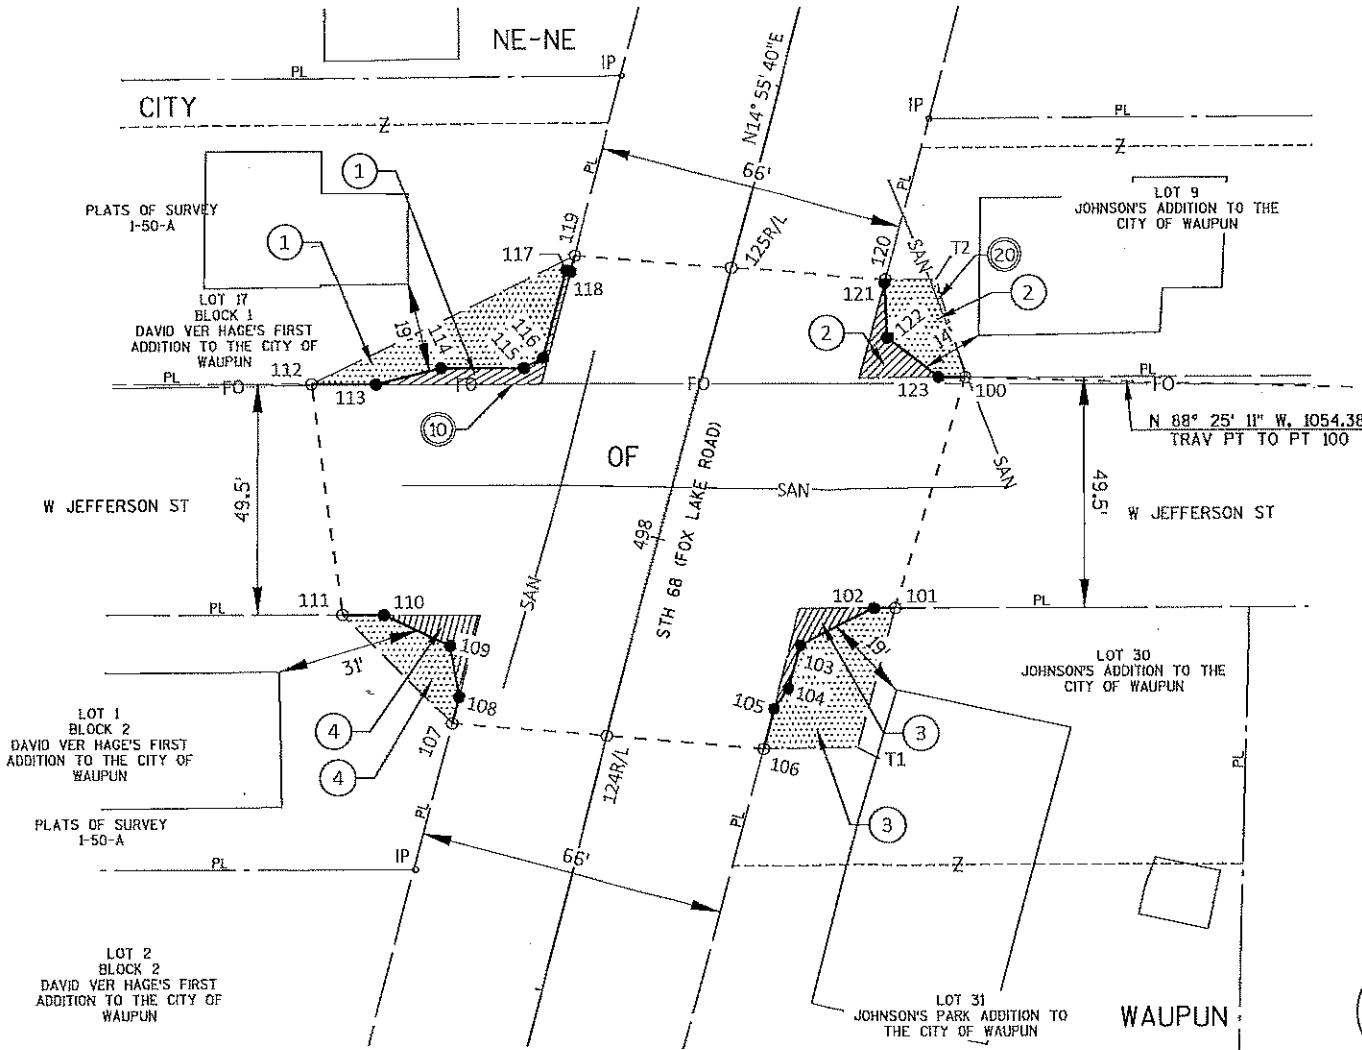 NE-NE
PL
IP
CITY
Z
N14° 55' 40"E
IP
PL
Z
PL
66'
PL
1
PLATS OF SURVEY
1-50-A
1
LOT 9
JOHNSON'S ADDITION TO THE
CITY OF WAUPUN
119
125R/L
120
SAN
T2
20
117
118
121
2
LOT 17
BLOCK 1
DAVID VER HAGE'S FIRST
ADDITION TO THE CITY OF
WAUPUN
19'
114
115
116
2
122
14'
112
PL
FO
113
FO
FO
123
100
PL
FO
10
N 88° 25' 11" W, 1054.38
TRAV PT TO PT 100
OF
SAN
SAN
W JEFFERSON ST
49.5'
STH 68 (FOX LAKE ROAD)
49.5'
W JEFFERSON ST
498
SAN
PL
111
110
102
101
PL
109
31'
103
19'
104
LOT 30
JOHNSON'S ADDITION TO THE
CITY OF WAUPUN
108
105
LOT 1
BLOCK 2
DAVID VER HAGE'S FIRST
ADDITION TO THE CITY OF
WAUPUN
4
107
4
124R/L
106
T1
3
PL
PLATS OF SURVEY
1-50-A
PL
PL
3
PL
IP
66'
Z
LOT 2
BLOCK 2
DAVID VER HAGE'S FIRST
ADDITION TO THE CITY OF
WAUPUN
LOT 31
JOHNSON'S PARK ADDITION TO
THE CITY OF WAUPUN
WAUPUN